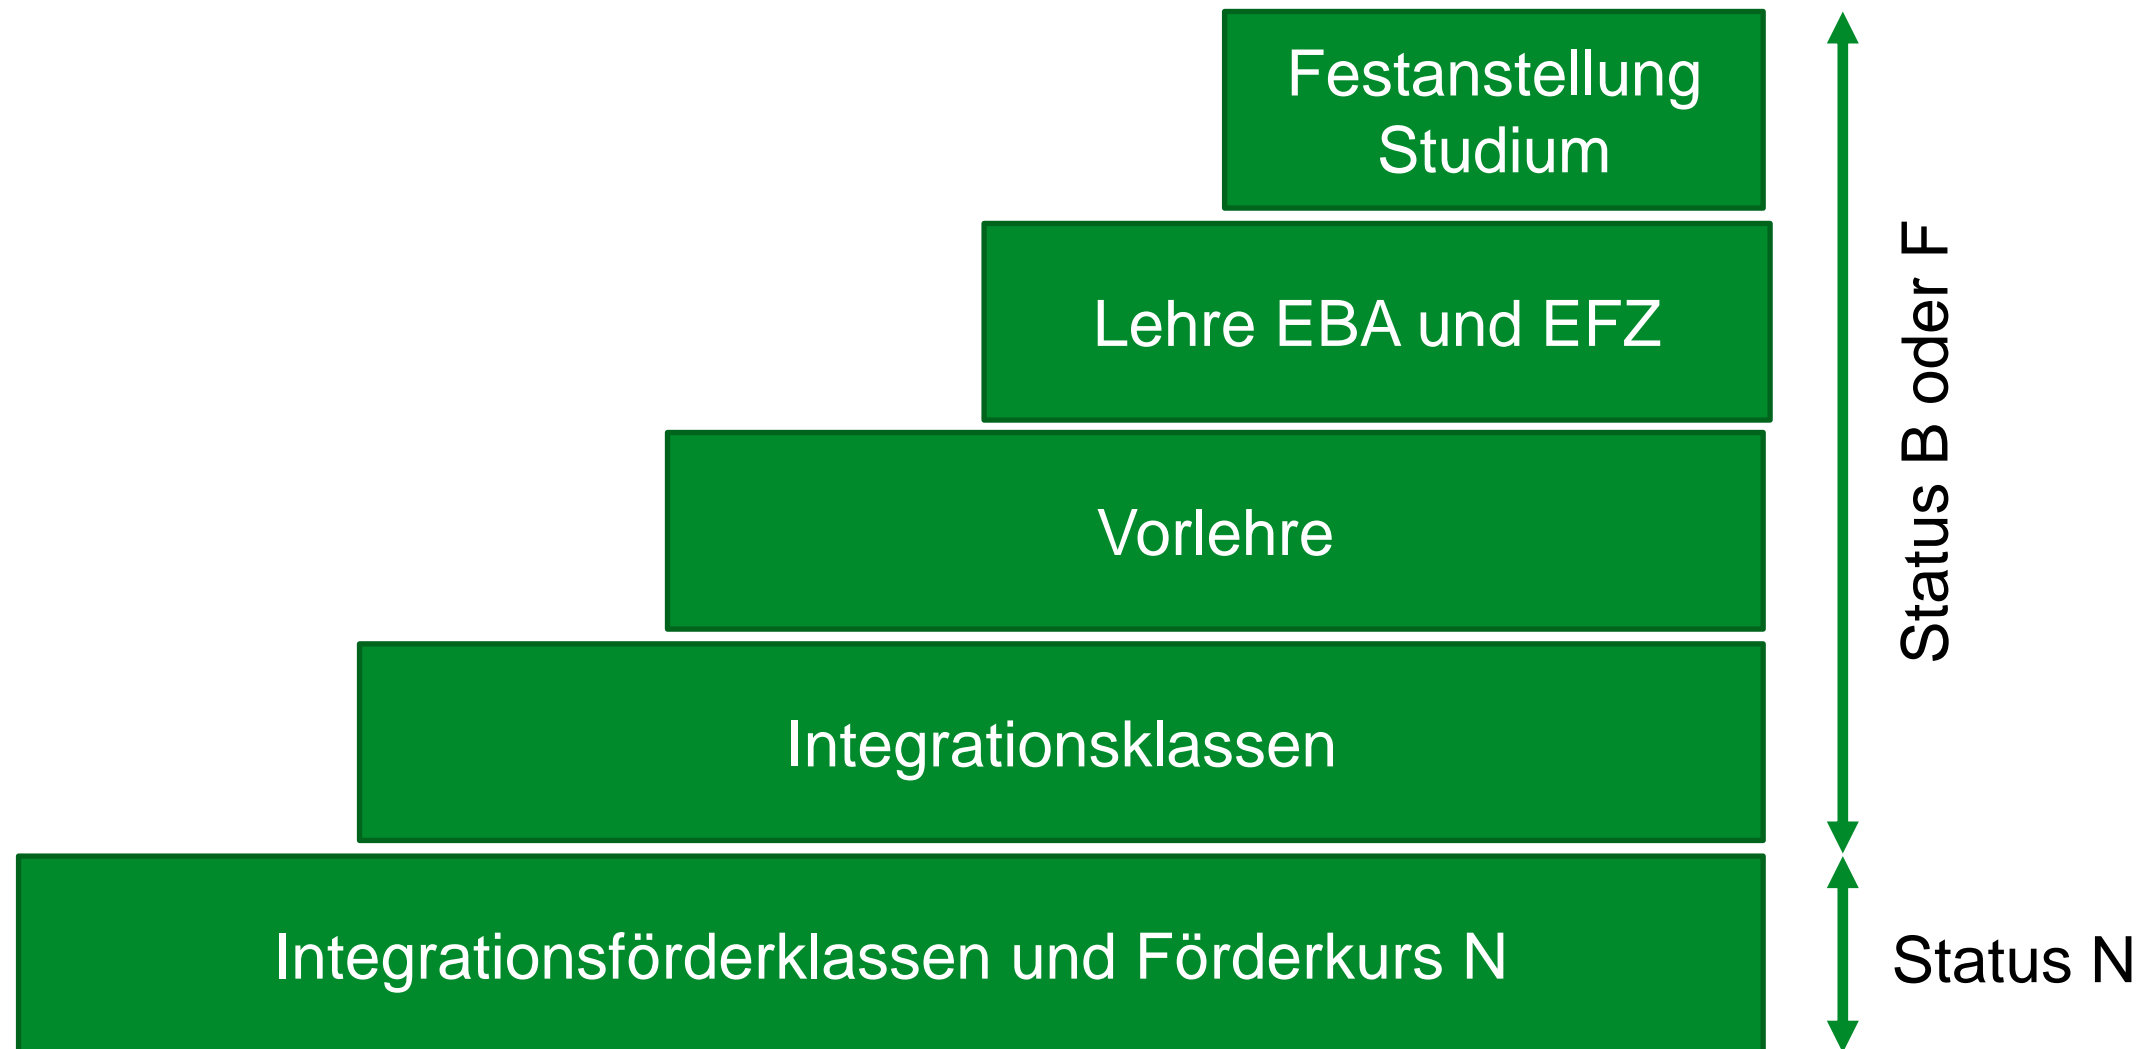 Festanstellung
Studium
Lehre EBA und EFZ
Vorlehre
Integrationsklassen
Integrationsförderklassen und Förderkurs N
Status B oder F
Status N